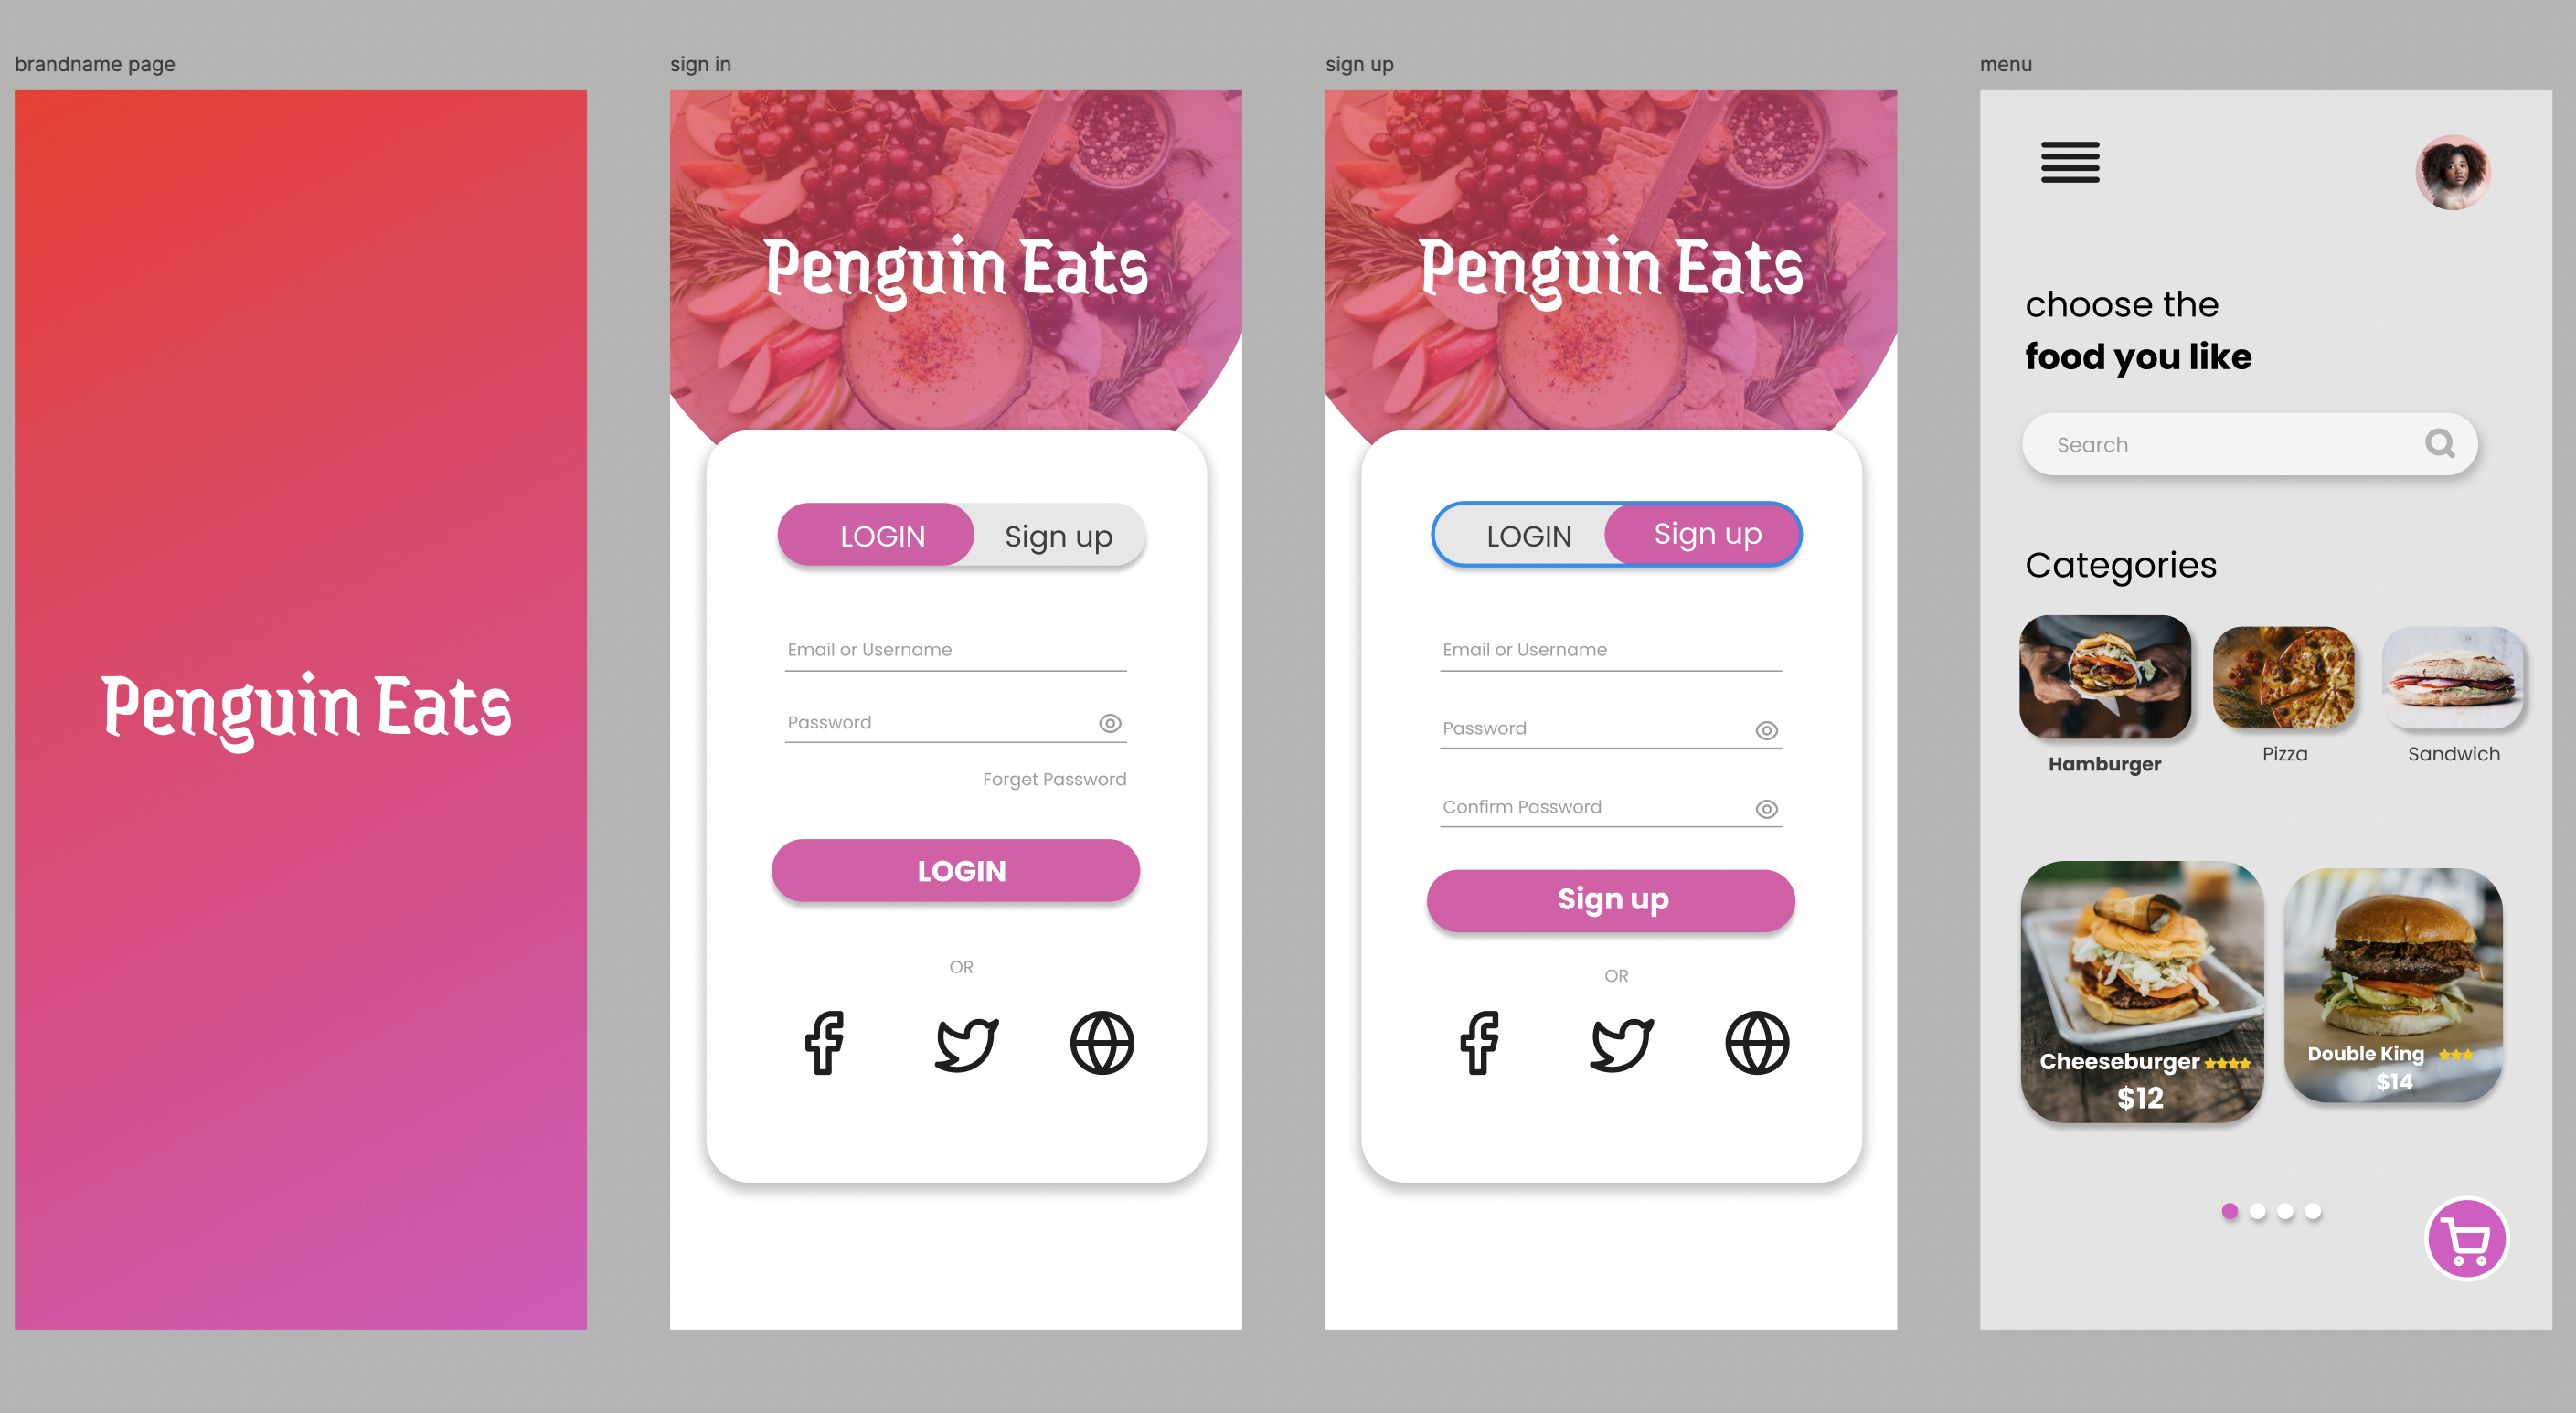 brandname page
Penguin Eats
sign in
Penguin Eats
LOGIN
Sign up
Email or Username
Password
Forget Password
LOGIN
OR
sign up
Penguin Eats
LOGIN
Sign up
Email or Username
Password
Confirm Password
Sign up
OR
menu
choose the
food you like
Search
Categories
Hamburger
Pizza
Sandwich
Cheeseburger
$12
Double King
$14